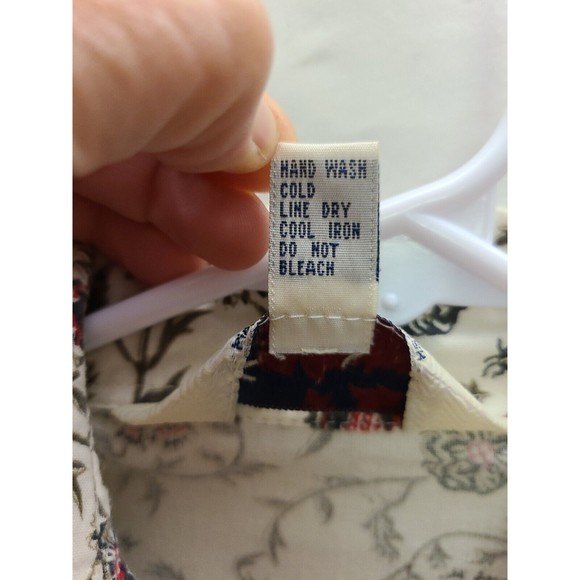 HAND WASH
COLD
LINE DRY
COOL IRON
DO NOT
BLEACH